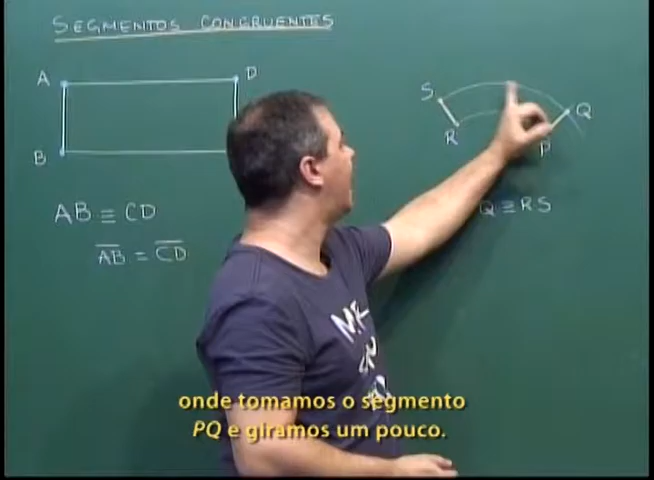 SEGMENTOS CONGRUENTES
A D
B
S Q
R P
AB ≡ CD
Q ≡ RS
AB = CD
onde tomamos o segmento
PQ e giramos um pouco.